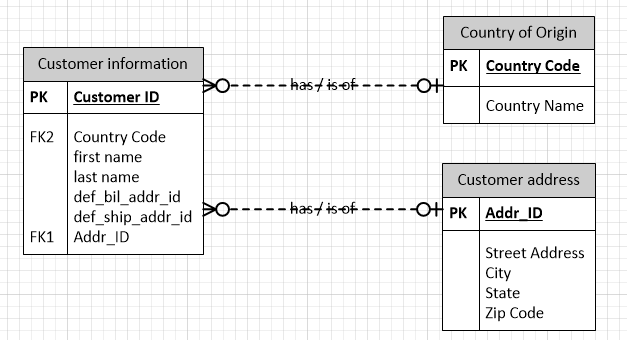 Country of Origin
PK Country Code
Country Name
Customer information
PK Customer ID
FK2 Country Code
first name
last name
def_bil_addr_id
def_ship_addr_id
FK1 Addr_ID
has / is of
has / is of
Customer address
PK Addr_ID
Street Address
City
State
Zip Code